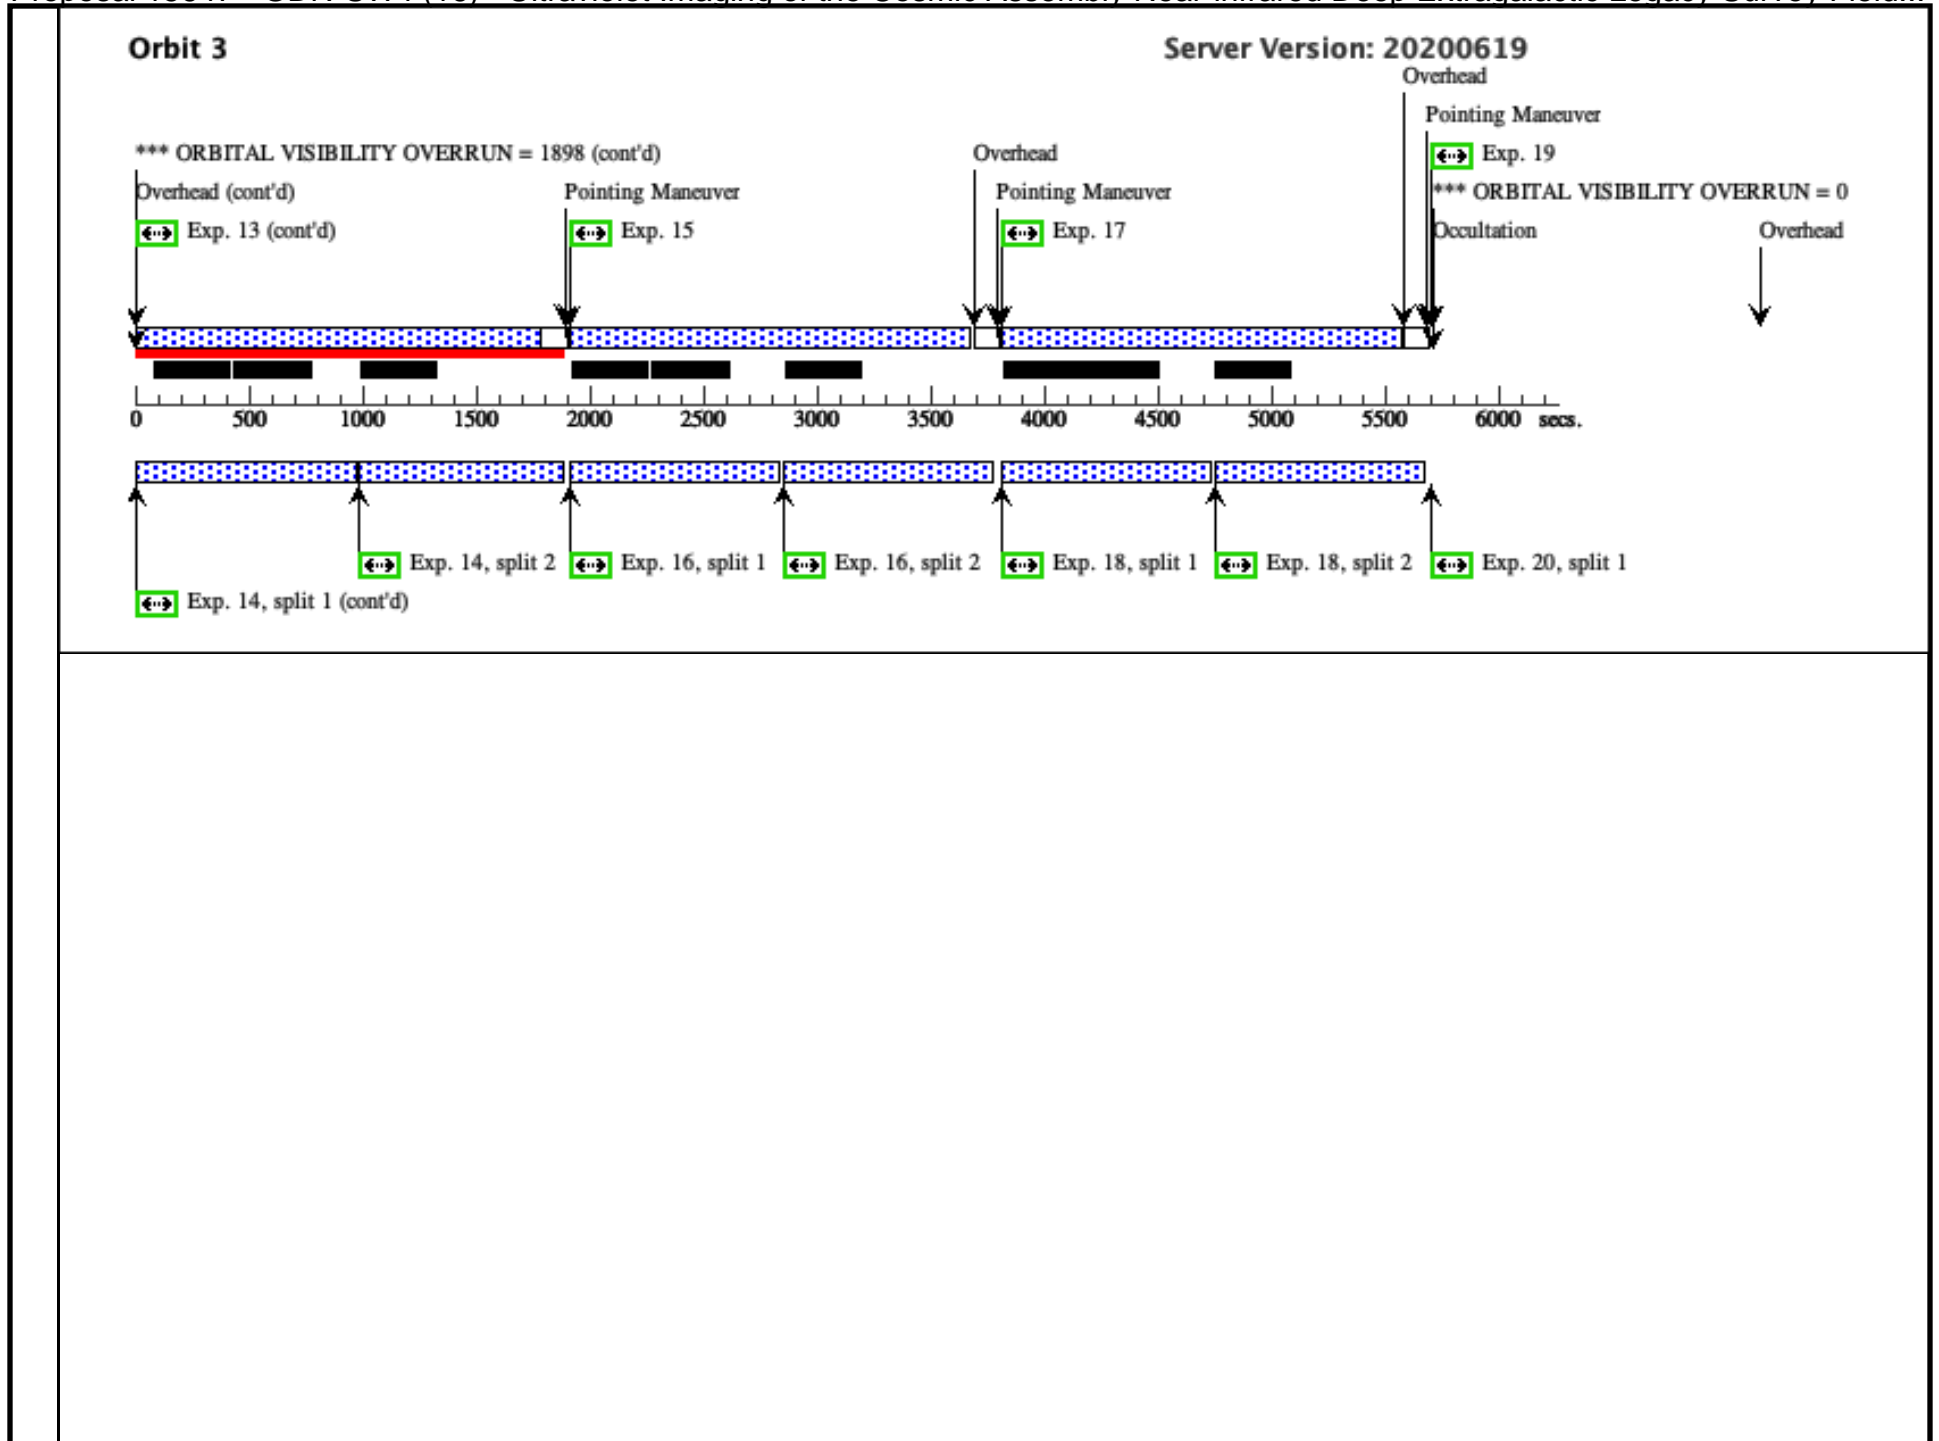 Orbit 3
Server Version: 20200619
Overhead
Pointing Maneuver
*** ORBITAL VISIBILITY OVERRUN = 1898 (cont'd)
Overhead
Exp. 19
Overhead (cont'd)
Pointing Maneuver
Pointing Maneuver
*** ORBITAL VISIBILITY OVERRUN = 0
Exp. 13 (cont'd)
Exp. 15
Exp. 17
Occultation
Overhead
0 500 1000 1500 2000 2500 3000 3500 4000 4500 5000 5500 6000 secs.
Exp. 14, split 2
Exp. 16, split 1
Exp. 16, split 2
Exp. 18, split 1
Exp. 18, split 2
Exp. 20, split 1
Exp. 14, split 1 (cont'd)